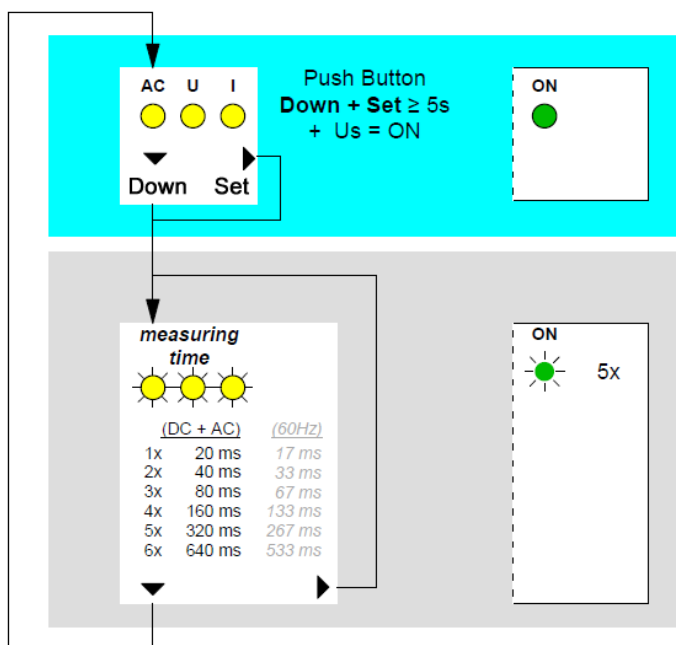 AC U I
Push Button
Down + Set ≥ 5s
+ Us = ON
ON
Down Set
measuring
time
ON
5x
(DC + AC) (60Hz)
1x 20 ms 17 ms
2x 40 ms 33 ms
3x 80 ms 67 ms
4x 160 ms 133 ms
5x 320 ms 267 ms
6x 640 ms 533 ms